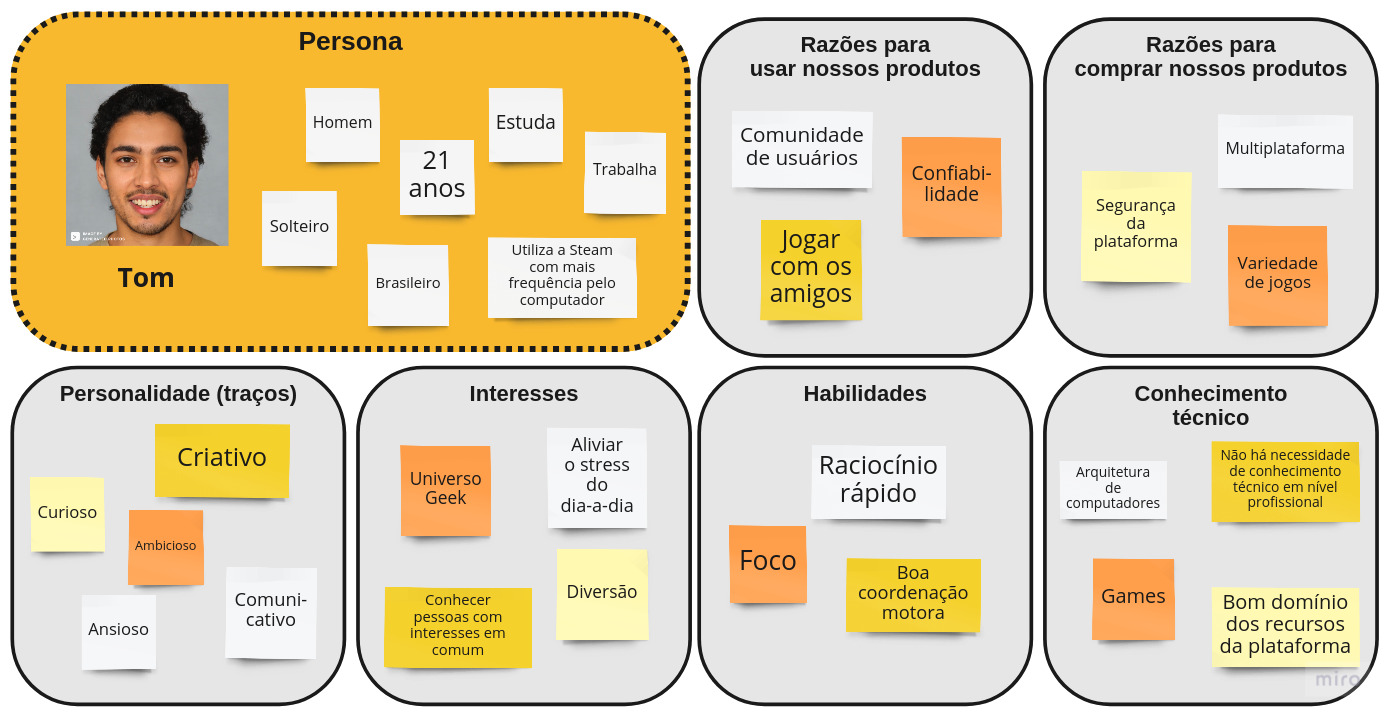 Persona
Homem
Estuda
21
anos
Trabalha
Solteiro
Brasileiro
Utiliza a Steam
com mais
frequência pelo
computador
Tom
Razões para
usar nossos produtos
Comunidade
de usuários
Confiabi-
lidade
Jogar
com os
amigos
Razões para
comprar nossos produtos
Multiplataforma
Segurança
da
plataforma
Variedade
de jogos
Personalidade (traços)
Criativo
Curioso
Ambicioso
Ansioso
Comuni-
cativo
Interesses
Universo
Geek
Aliviar
o stress
do
dia-a-dia
Diversão
Conhecer
pessoas com
interesses em
comum
Habilidades
Raciocínio
rápido
Foco
Boa
coordenação
motora
Conhecimento
técnico
Arquitetura
de
computadores
Não há necessidade
de conhecimento
técnico em nível
profissional
Games
Bom domínio
dos recursos
da plataforma
miro